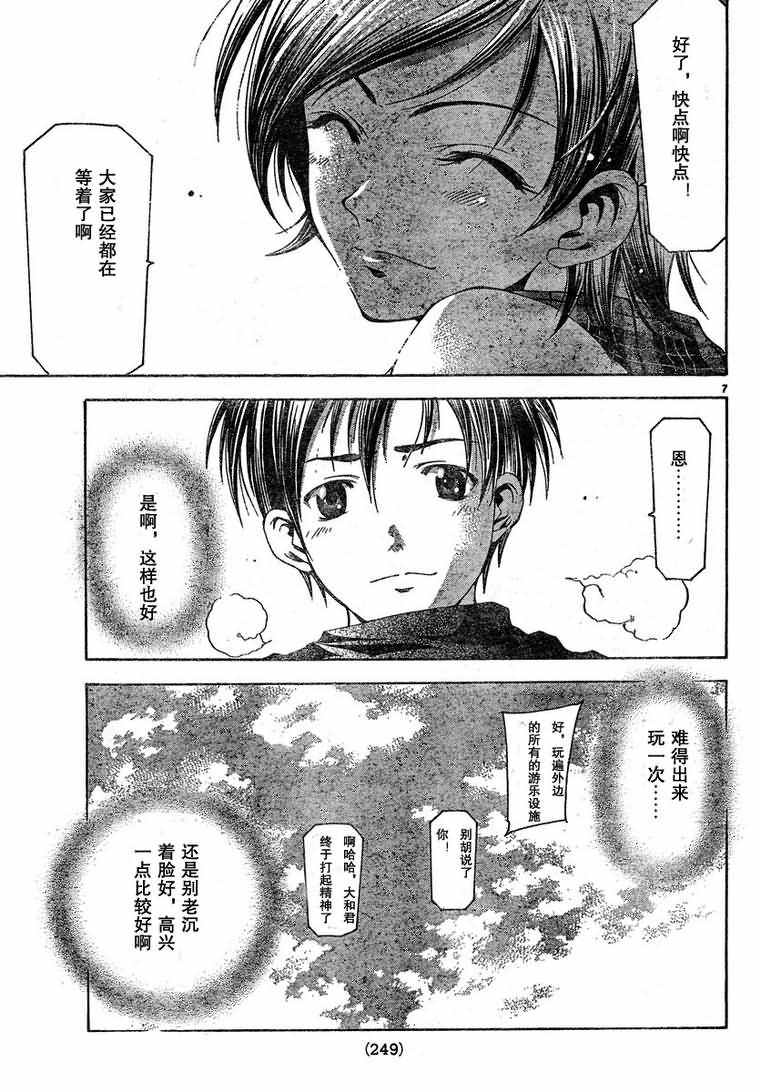 好了，快点啊快点！
大家已经都在
等着了啊
7
恩………
是啊，这样也好
难得出来
玩一次……
好，玩遍外边
的所有的游乐设施
别胡说了
你！
啊哈哈，大和君
终于打起精神了
还是别老沉
着脸好，高兴
一点比较好啊
(249)